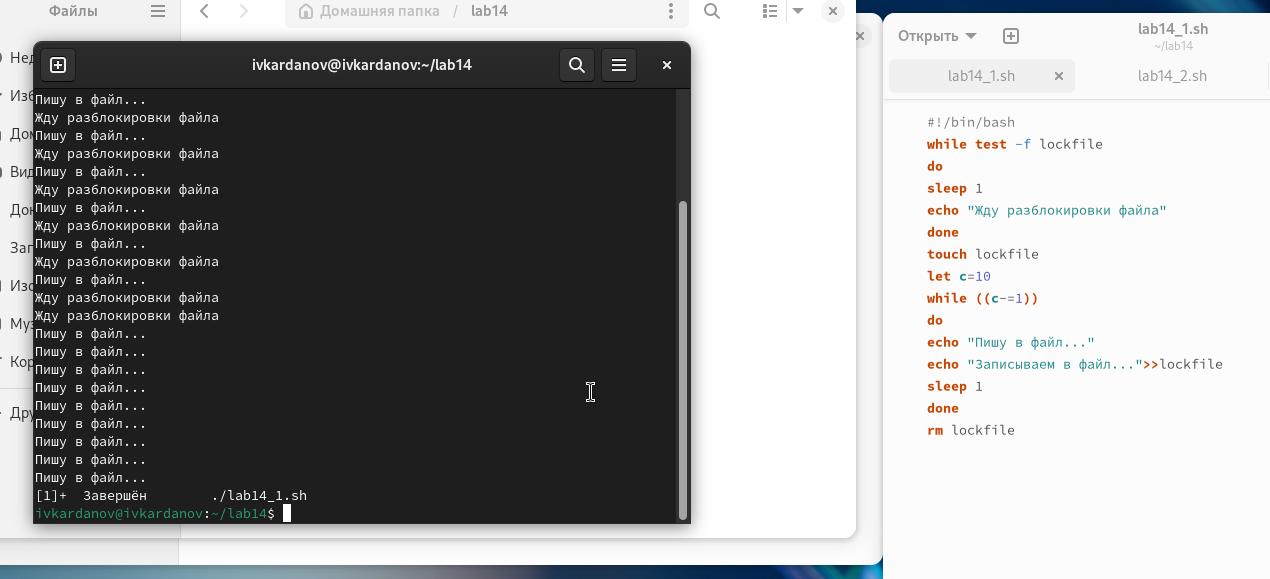 Файлы
Домашняя папка / lab14
ivkardanov@ivkardanov:~/lab14
Пишу в файл...
Жду разблокировки файла
Пишу в файл...
Жду разблокировки файла
Пишу в файл...
Жду разблокировки файла
Пишу в файл...
Жду разблокировки файла
Пишу в файл...
Жду разблокировки файла
Пишу в файл...
Жду разблокировки файла
Жду разблокировки файла
Пишу в файл...
Пишу в файл...
Пишу в файл...
Пишу в файл...
Пишу в файл...
Пишу в файл...
Пишу в файл...
Пишу в файл...
Пишу в файл...
[1]+  Завершён        ./lab14_1.sh
ivkardanov@ivkardanov:~/lab14$
Открыть
lab14_1.sh
~/lab14
lab14_1.sh
lab14_2.sh
#!/bin/bash
while test -f lockfile
do
sleep 1
echo "Жду разблокировки файла"
done
touch lockfile
let c=10
while ((c-=1))
do
echo "Пишу в файл..."
echo "Записываем в файл...">>lockfile
sleep 1
done
rm lockfile